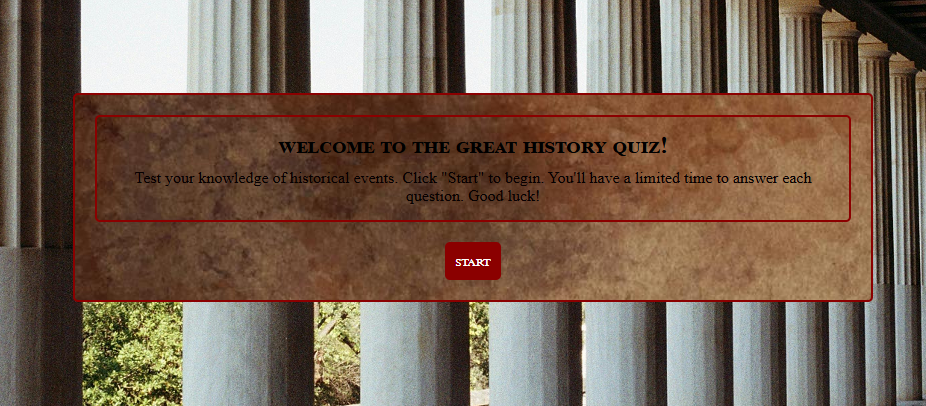 WELCOME TO THE GREAT HISTORY QUIZ!
Test your knowledge of historical events. Click "Start" to begin. You'll have a limited time to answer each
question. Good luck!
START